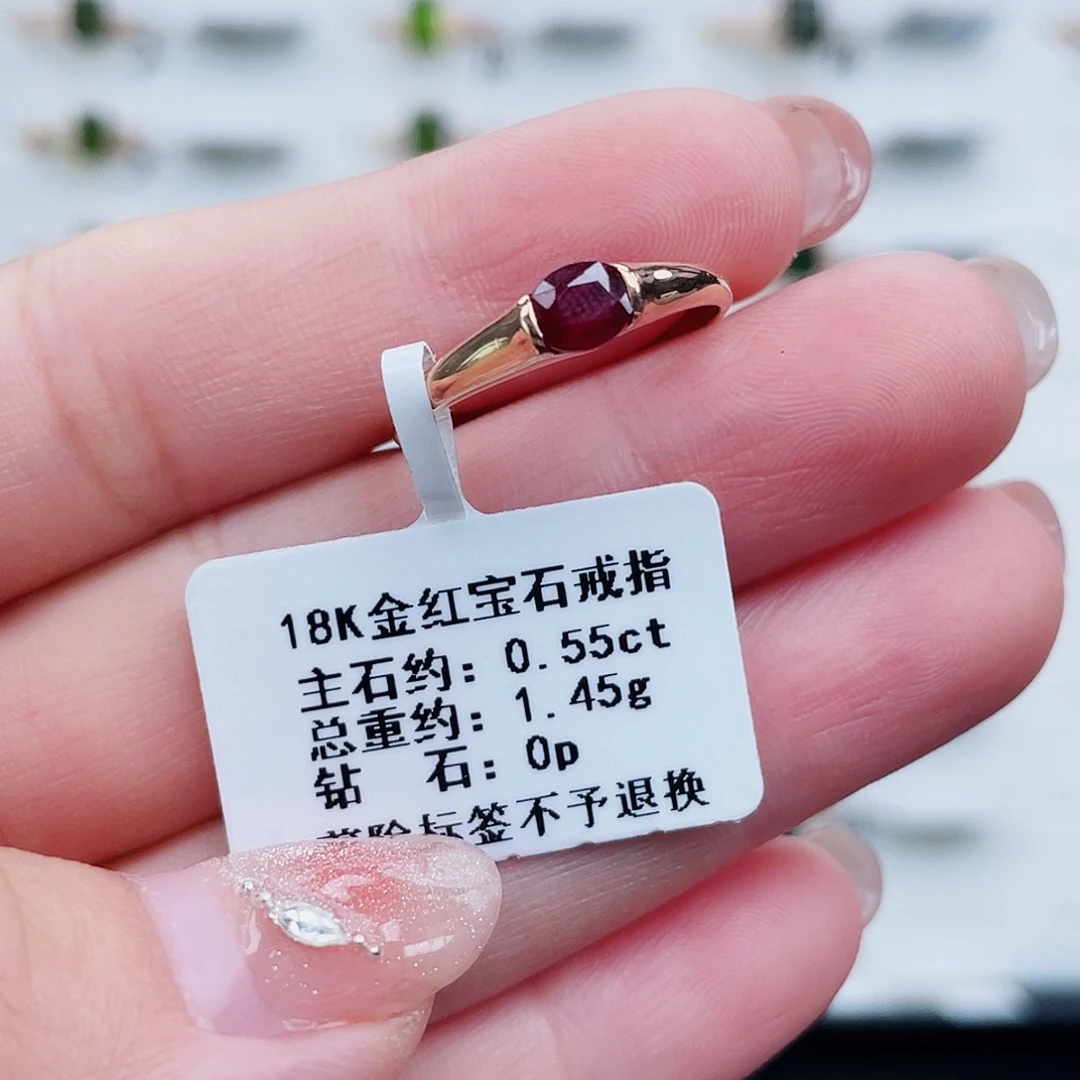 18K金红宝石戒指
主石约: 0.55ct
总重约: 1.45g
钻 石: 0p
标签不予退换